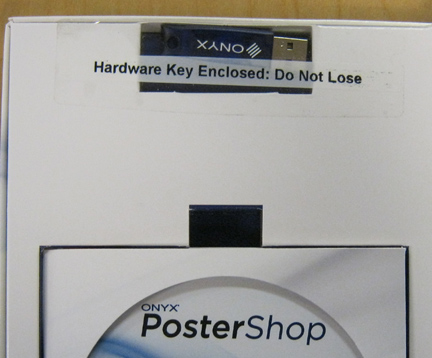 ONYX
Hardware Key Enclosed: Do Not Lose
ONYX
PosterShop